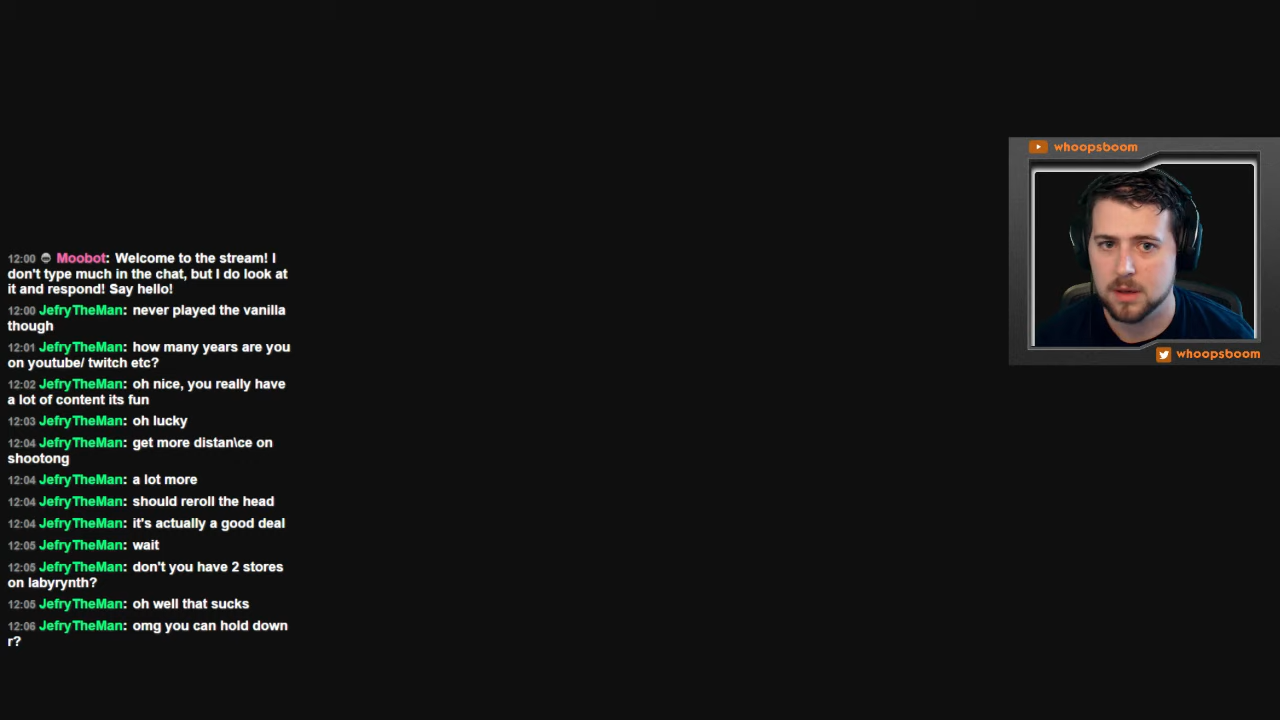 whoopsboom
12:00 Moobot: Welcome to the stream! I
don't type much in the chat, but I do look at
it and respond! Say hello!
12:00 JefryTheMan: never played the vanilla
though
12:01 JefryTheMan: how many years are you
on youtube/ twitch etc?
12:02 JefryTheMan: oh nice, you really have
a lot of content its fun
12:03 JefryTheMan: oh lucky
12:04 JefryTheMan: get more distan\ce on
shootong
12:04 JefryTheMan: a lot more
12:04 JefryTheMan: should reroll the head
12:04 JefryTheMan: it's actually a good deal
12:05 JefryTheMan: wait
12:05 JefryTheMan: don't you have 2 stores
on labyrynth?
12:05 JefryTheMan: oh well that sucks
12:06 JefryTheMan: omg you can hold down
r?
whoopsboom